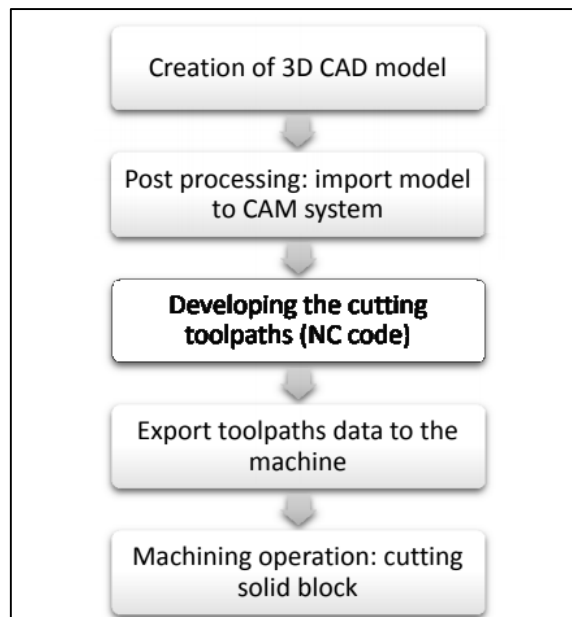 Creation of 3D CAD model
Post processing: import model
to CAM system
Developing the cutting
toolpaths (NC code)
Export toolpaths data to the
machine
Machining operation: cutting
solid block